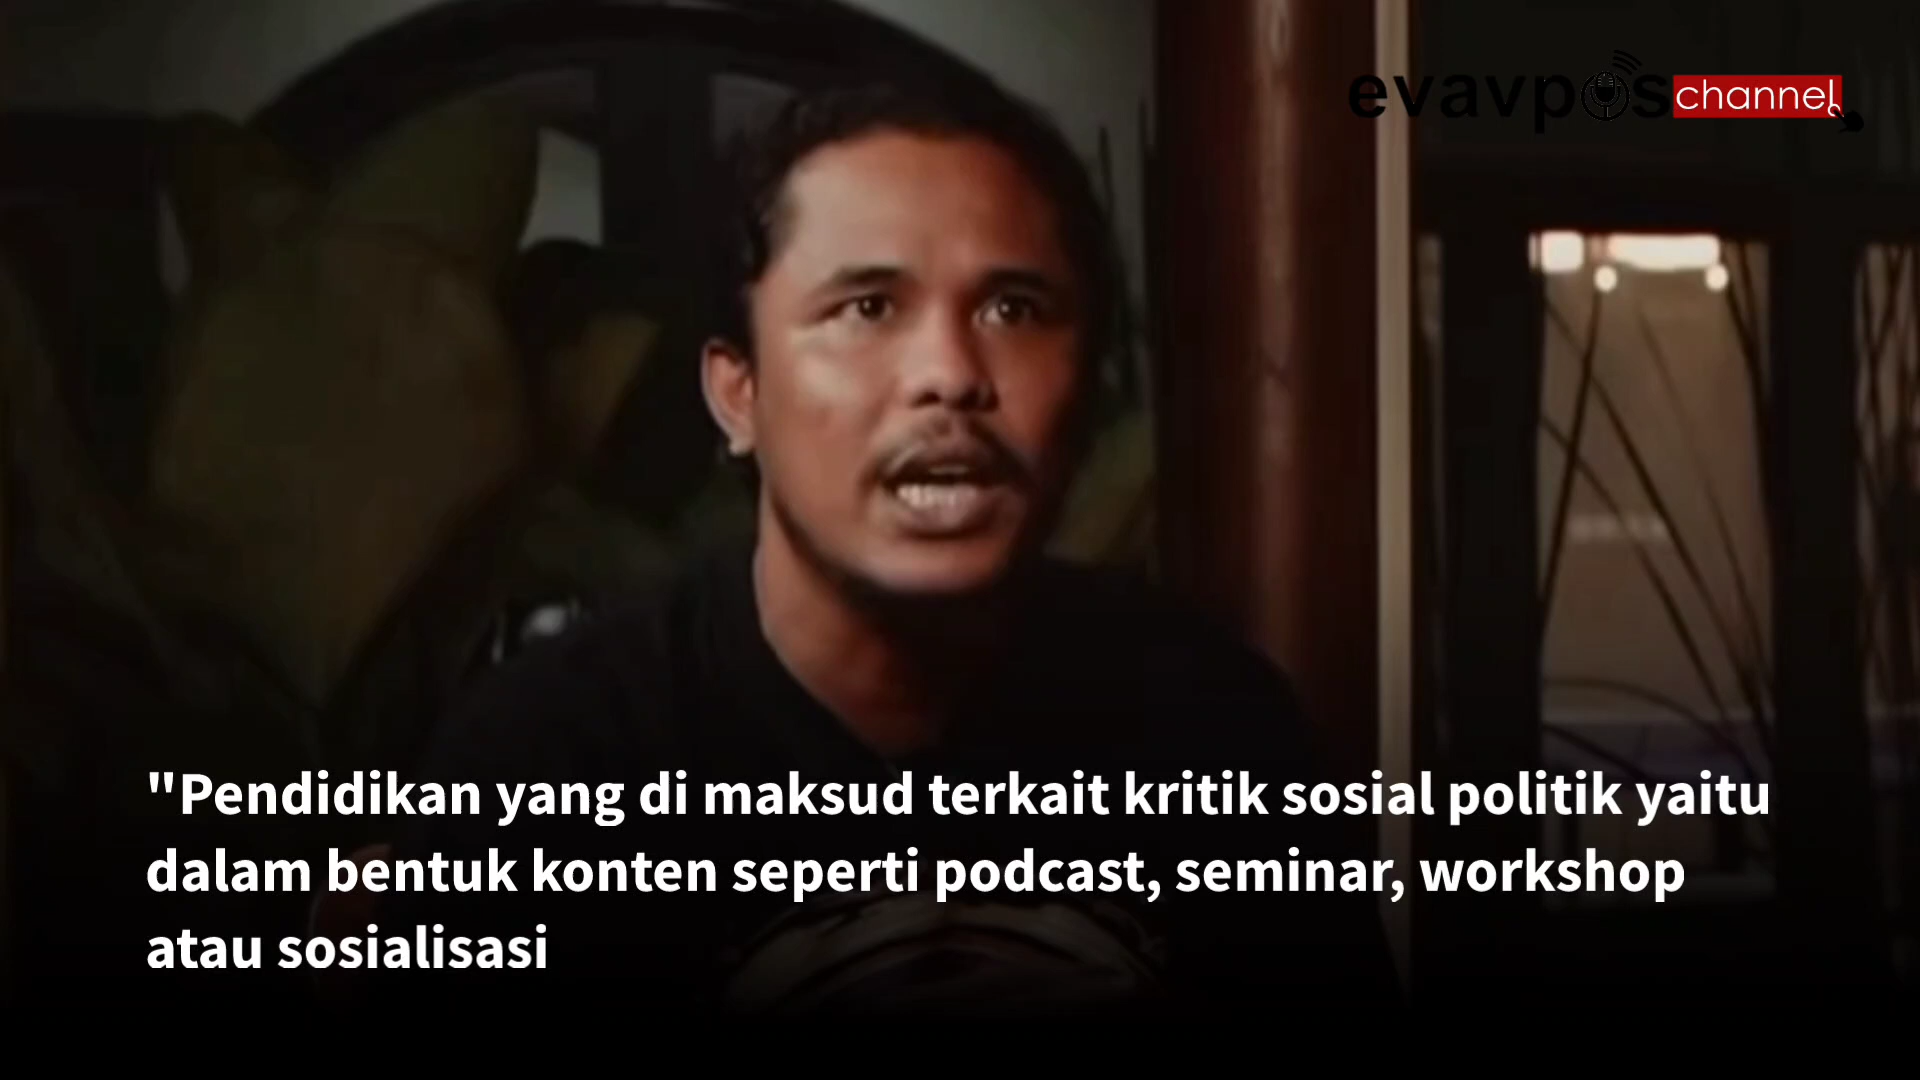 evavpos channel
"Pendidikan yang di maksud terkait kritik sosial politik yaitu
dalam bentuk konten seperti podcast, seminar, workshop
atau sosialisasi